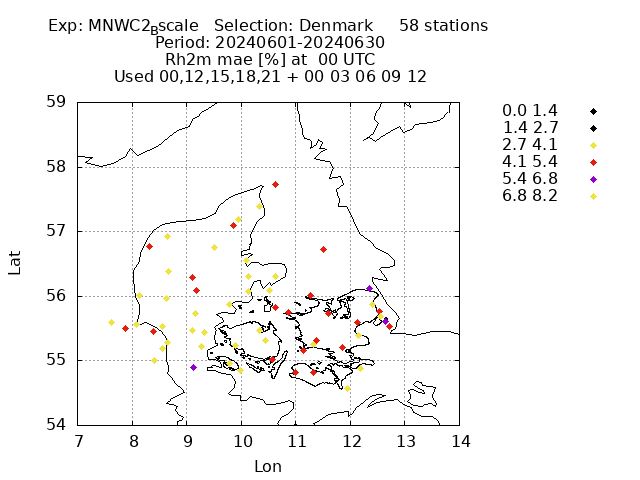 Exp: MNWC2Bscale Selection: Denmark 58 stations
Period: 20240601-20240630
Rh2m mae [%] at 00 UTC
Used 00,12,15,18,21 + 00 03 06 09 12
0.0 1.4
1.4 2.7
2.7 4.1
4.1 5.4
5.4 6.8
6.8 8.2
59
58
57
56
55
54
Lat
7 8 9 10 11 12 13 14
Lon